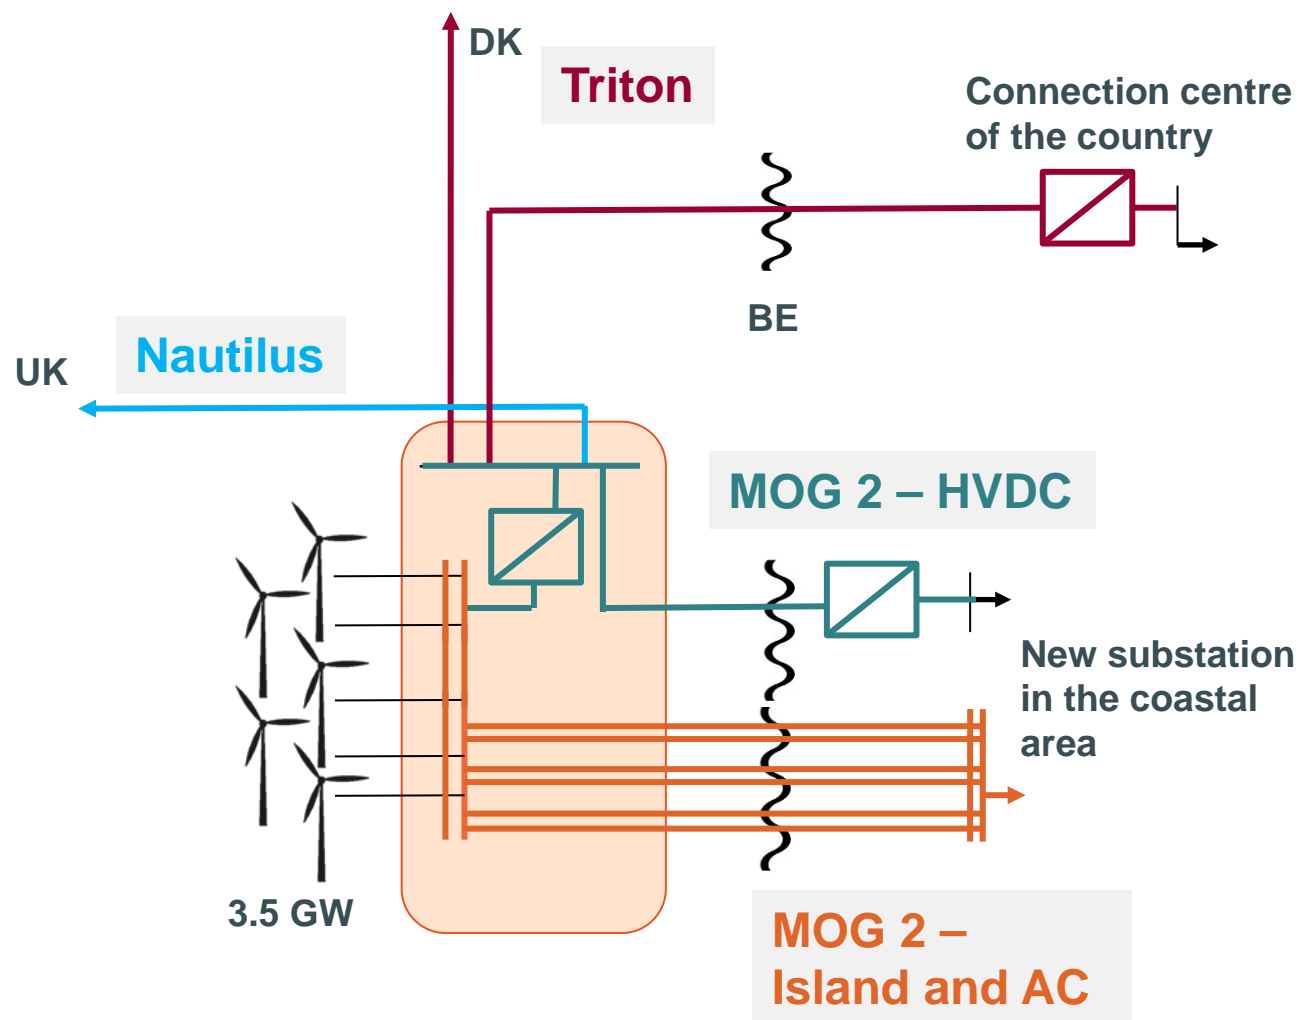 DK
Triton
Connection centre
of the country
BE
UK
Nautilus
MOG 2 – HVDC
New substation
in the coastal
area
3.5 GW
MOG 2 –
Island and AC